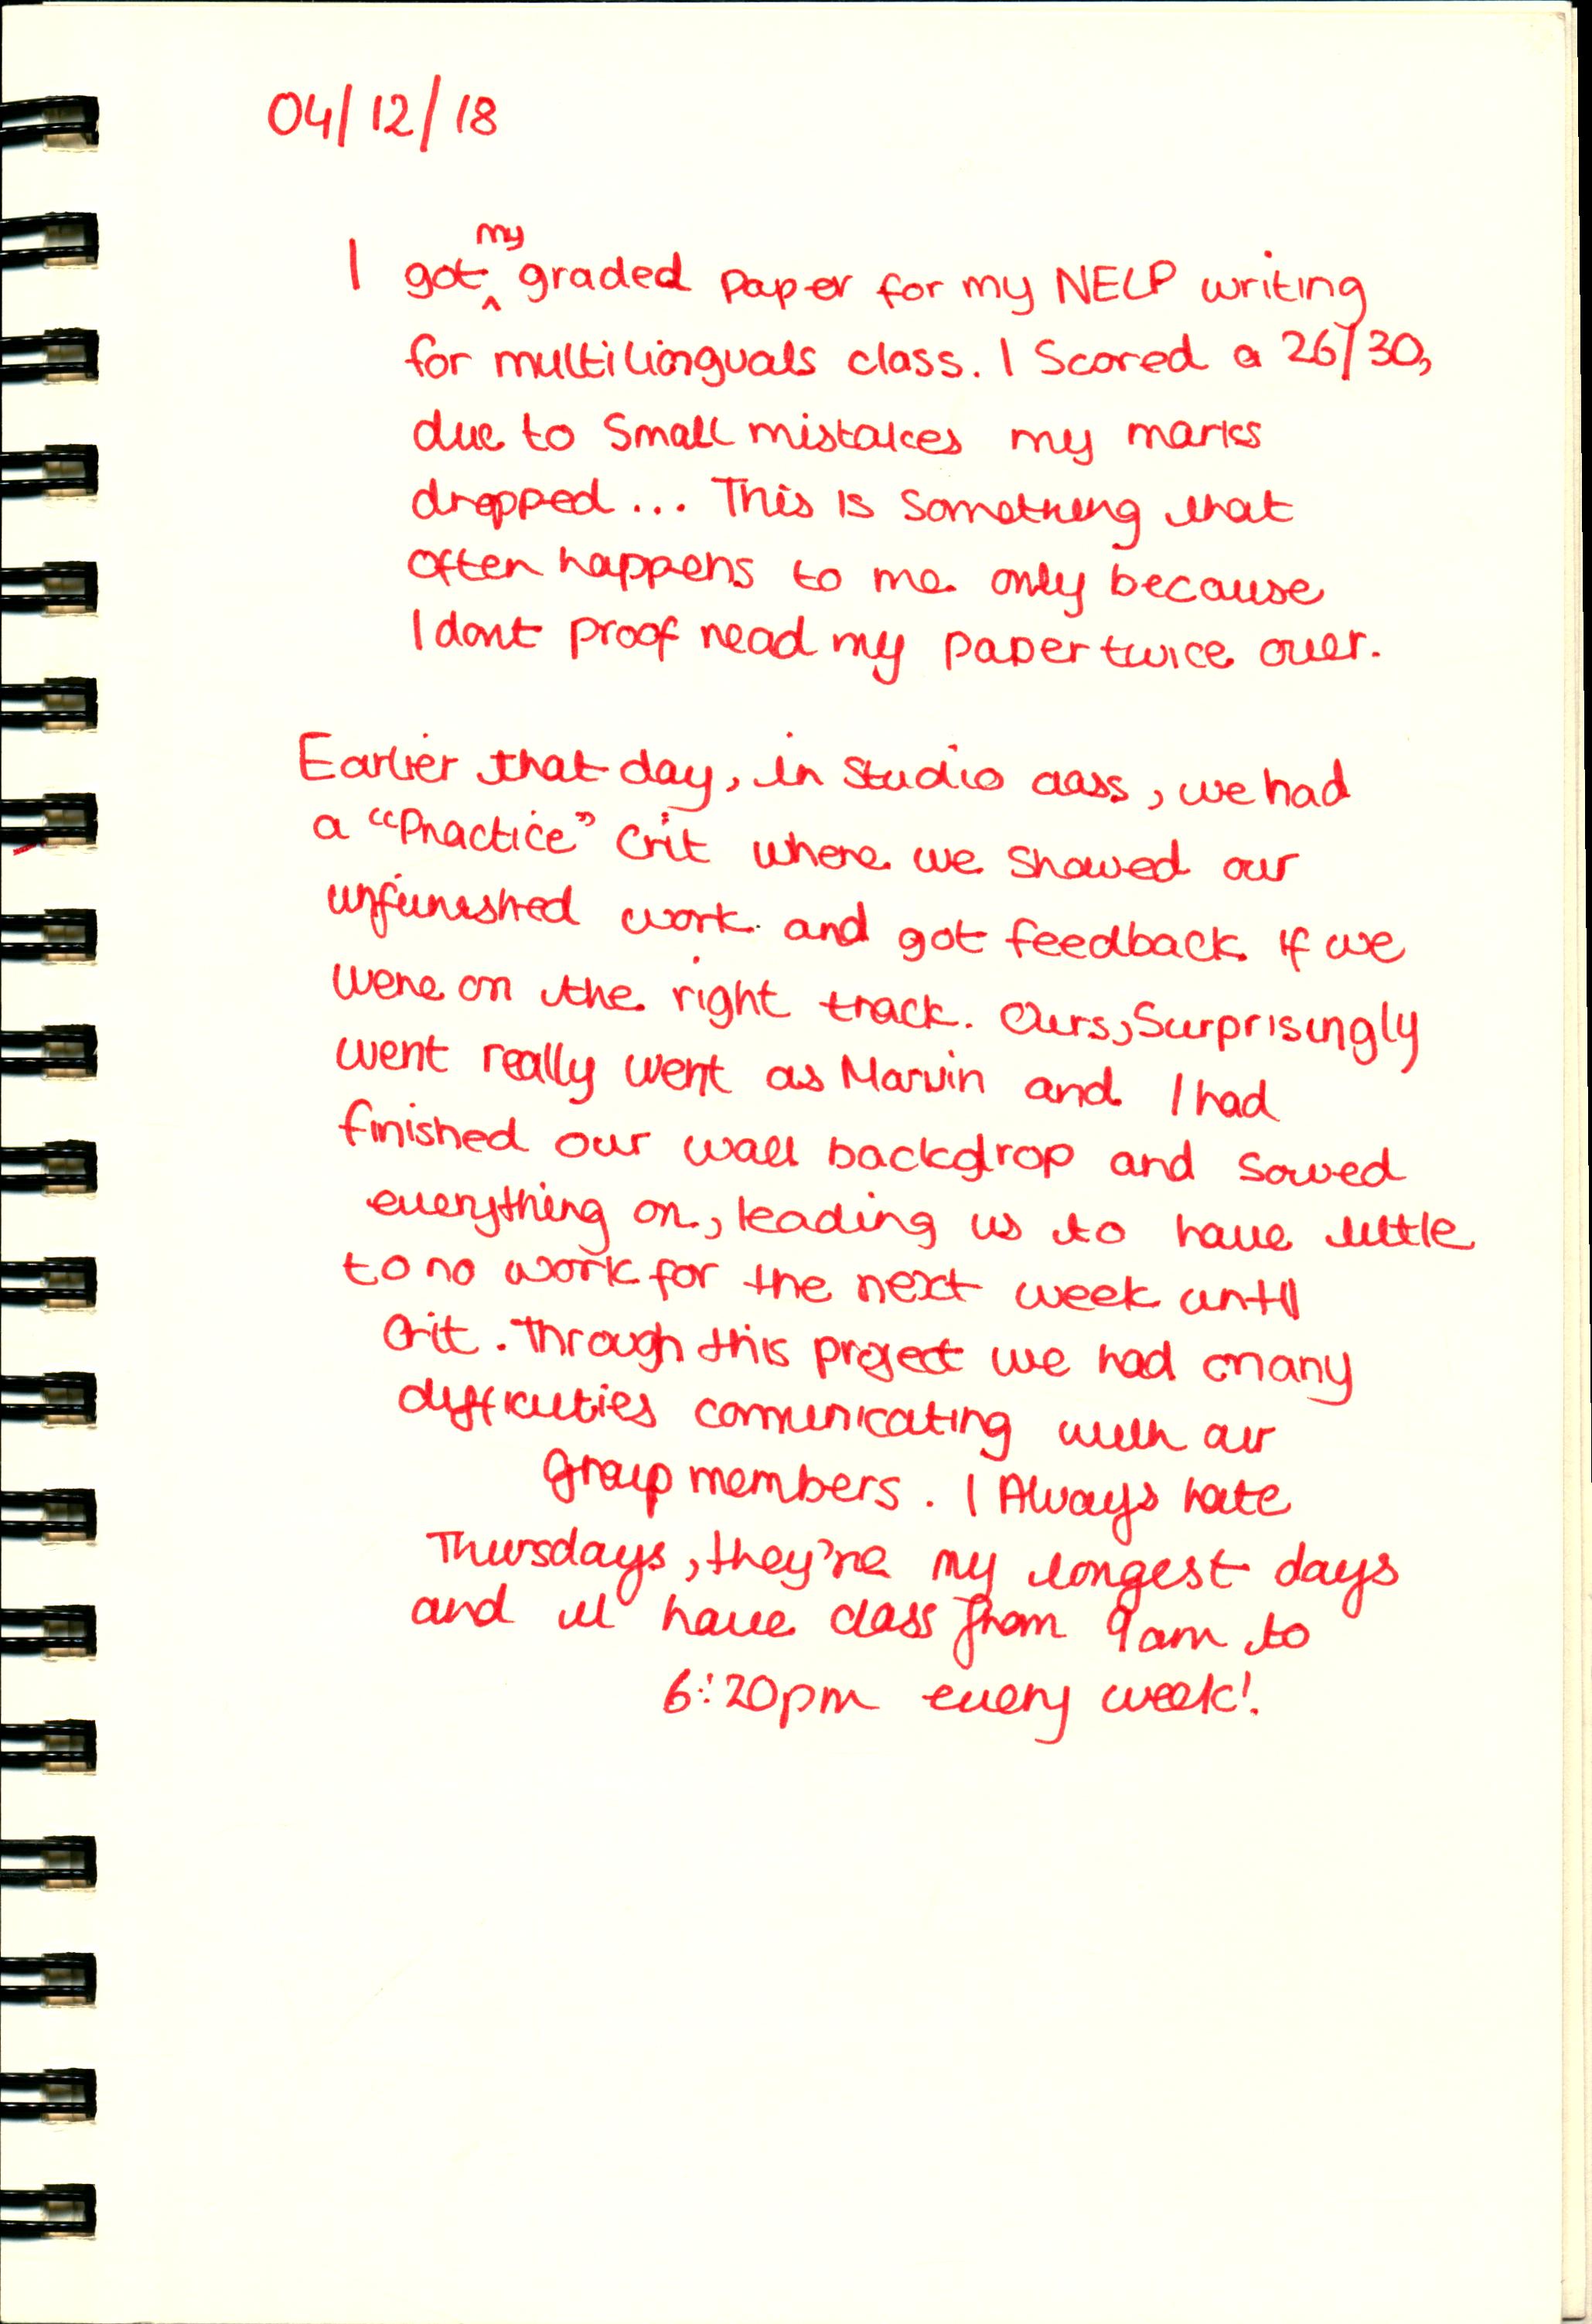 04/12/18
my
I got ^ graded paper for my NELP writing
for multilinguals class. I scored a 26/30,
due to small mistakes my marks
dropped... This is something that
often happens to me only because
I dont proof read my paper twice over.
Earlier that day, in studio class, we had
a “Practice” crit where we showed our
unfinished work and got feedback if we
were on the right track. Ours, Surprisingly
went really went as Marvin and I had
finished our wall backdrop and sowed
everything on, leading us to have little
to no work for the next week until
crit. Through this project we had many
difficulties comunicating with our
group members. I Always hate
Thursdays, they're my longest days
and ill have class from 9am to
6:20pm every week!